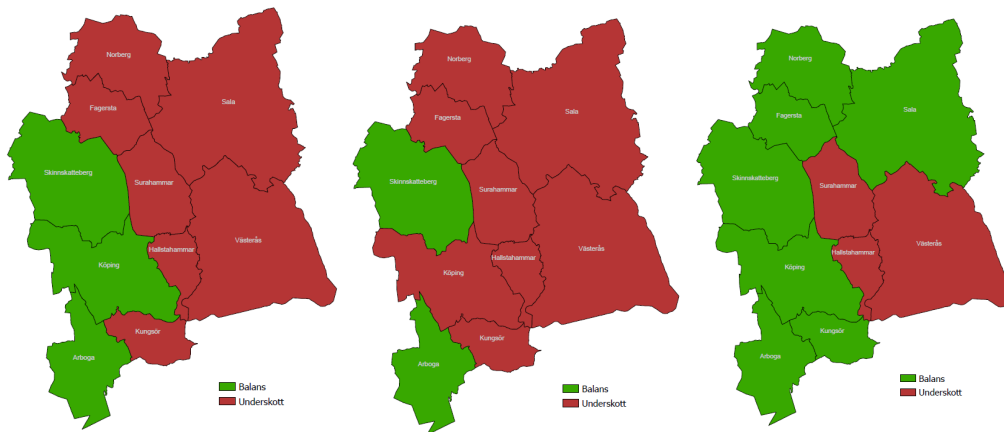 Norberg
Sala
Fagersta
Skinnskatteberg
Surahammar
Västerås
Hallstahammar
Köping
Kungsör
Arboga
Balans
Underskott
Norberg
Sala
Fagersta
Skinnskatteberg
Surahammar
Västerås
Hallstahammar
Köping
Kungsör
Arboga
Balans
Underskott
Norberg
Sala
Fagersta
Skinnskatteberg
Surahammar
Västerås
Hallstahammar
Köping
Kungsör
Arboga
Balans
Underskott